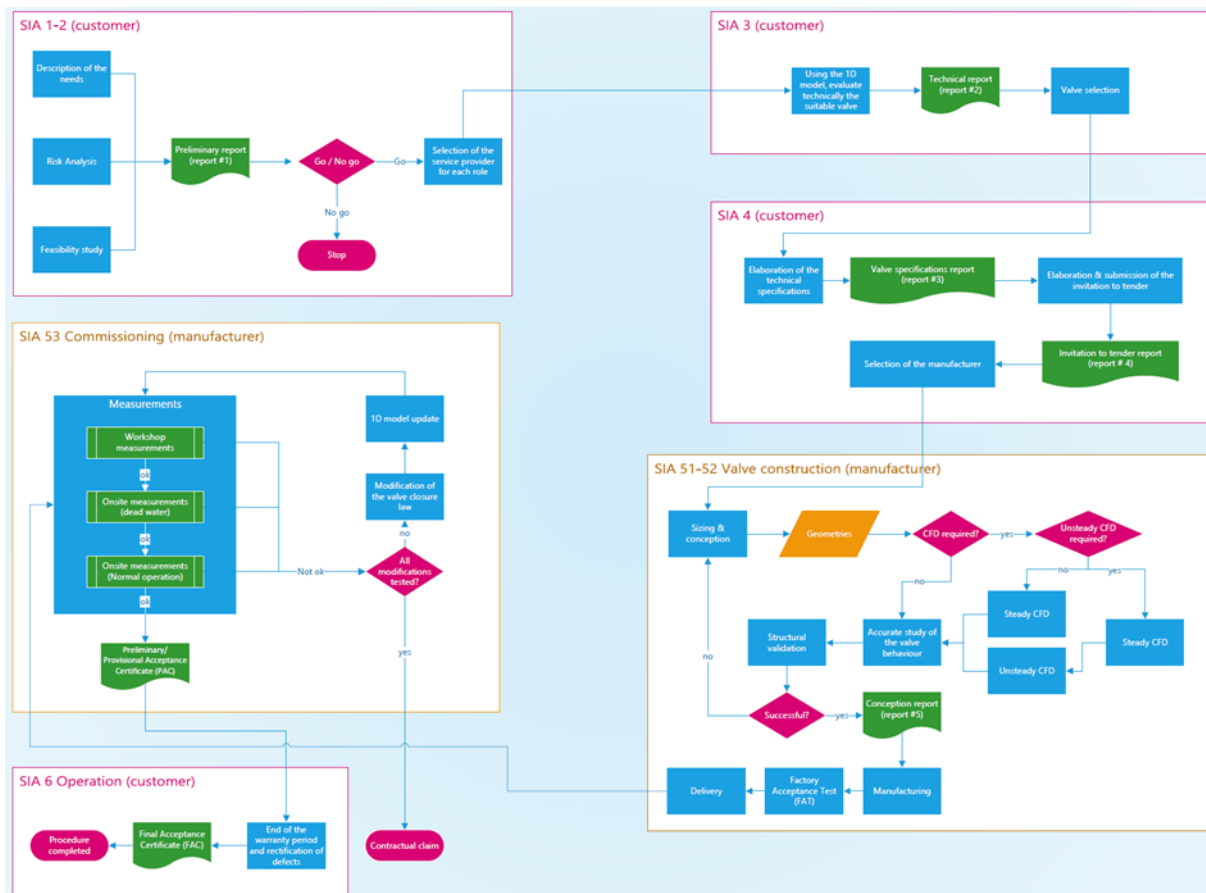 SIA 1-2 (customer)
Description of the
needs
Risk Analysis
Feasibility study
Preliminary report
(report #1)
Go / No go
Go
No go
Stop
Selection of the
service provider
for each role
SIA 3 (customer)
Using the 1D
model, evaluate
technically the
suitable valve
Technical report
(report #2)
Valve selection
SIA 4 (customer)
Elaboration of the
technical
specifications
Valve specifications report
(report #3)
Elaboration & submission of the
invitation to tender
Invitation to tender report
(report # 4)
Selection of the manufacturer
SIA 51-52 Valve construction (manufacturer)
Sizing &
conception
Geometries
CFD required?
yes
Unsteady CFD
required?
no
no
yes
Steady CFD
Steady CFD
Unsteady CFD
Accurate study of
the valve
behaviour
Structural
validation
no
Successful?
yes
Conception report
(report #5)
Manufacturing
Factory
Acceptance Test
(FAT)
Delivery
SIA 53 Commissioning (manufacturer)
Measurements
Workshop
measurements
ok
Onsite measurements
(dead water)
ok
Onsite measurements
(Normal operation)
ok
Not ok
All
modifications
tested?
no
Modification of
the valve closure
law
1D model update
yes
Preliminary/
Provisional Acceptance
Certificate (PAC)
Contractual claim
SIA 6 Operation (customer)
End of the
warranty period
and rectification of
defects
Final Acceptance
Certificate (FAC)
Procedure
completed